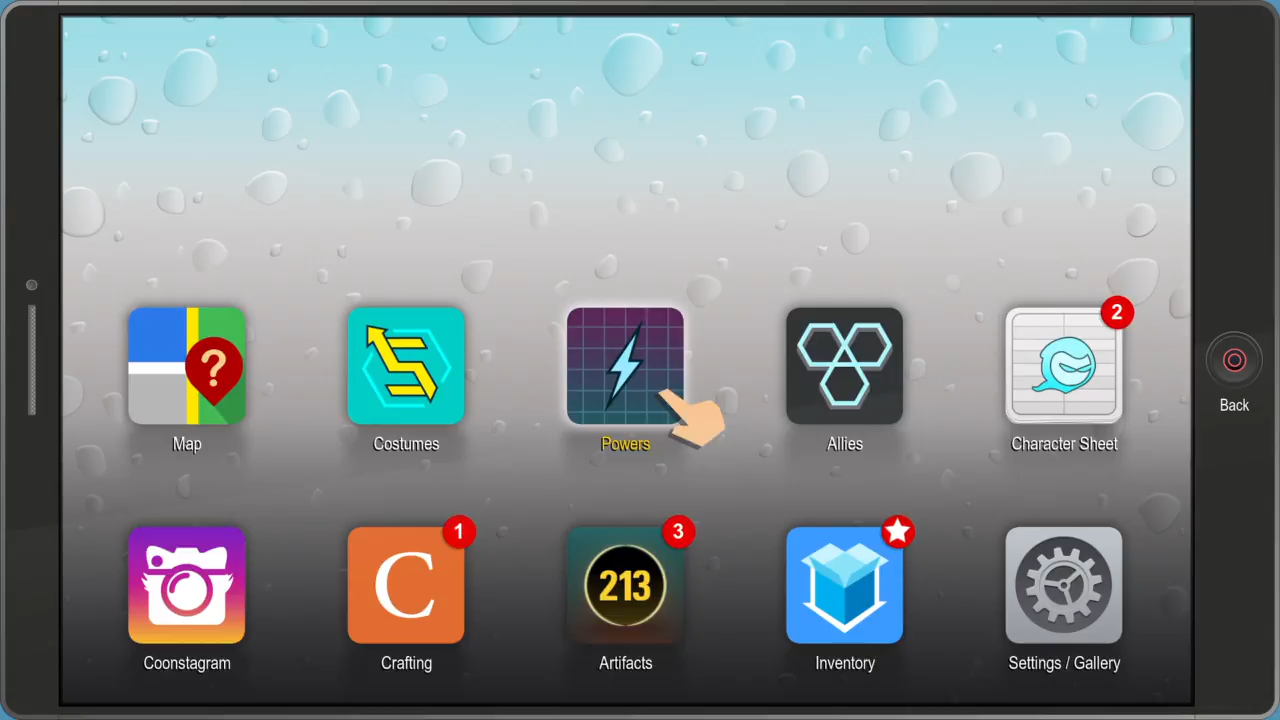 ?
2
Map
Costumes
Powers
Allies
Character Sheet
Back
1
3
C
213
Coonstagram
Crafting
Artifacts
Inventory
Settings / Gallery